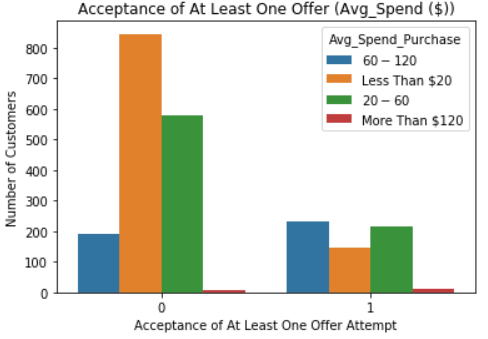 Acceptance of At Least One Offer (Avg_Spend ($))
Avg_Spend_Purchase
60 − 120
Less Than $20
20 − 60
More Than $120
800
700
600
500
400
300
200
100
0
Number of Customers
0 1
Acceptance of At Least One Offer Attempt